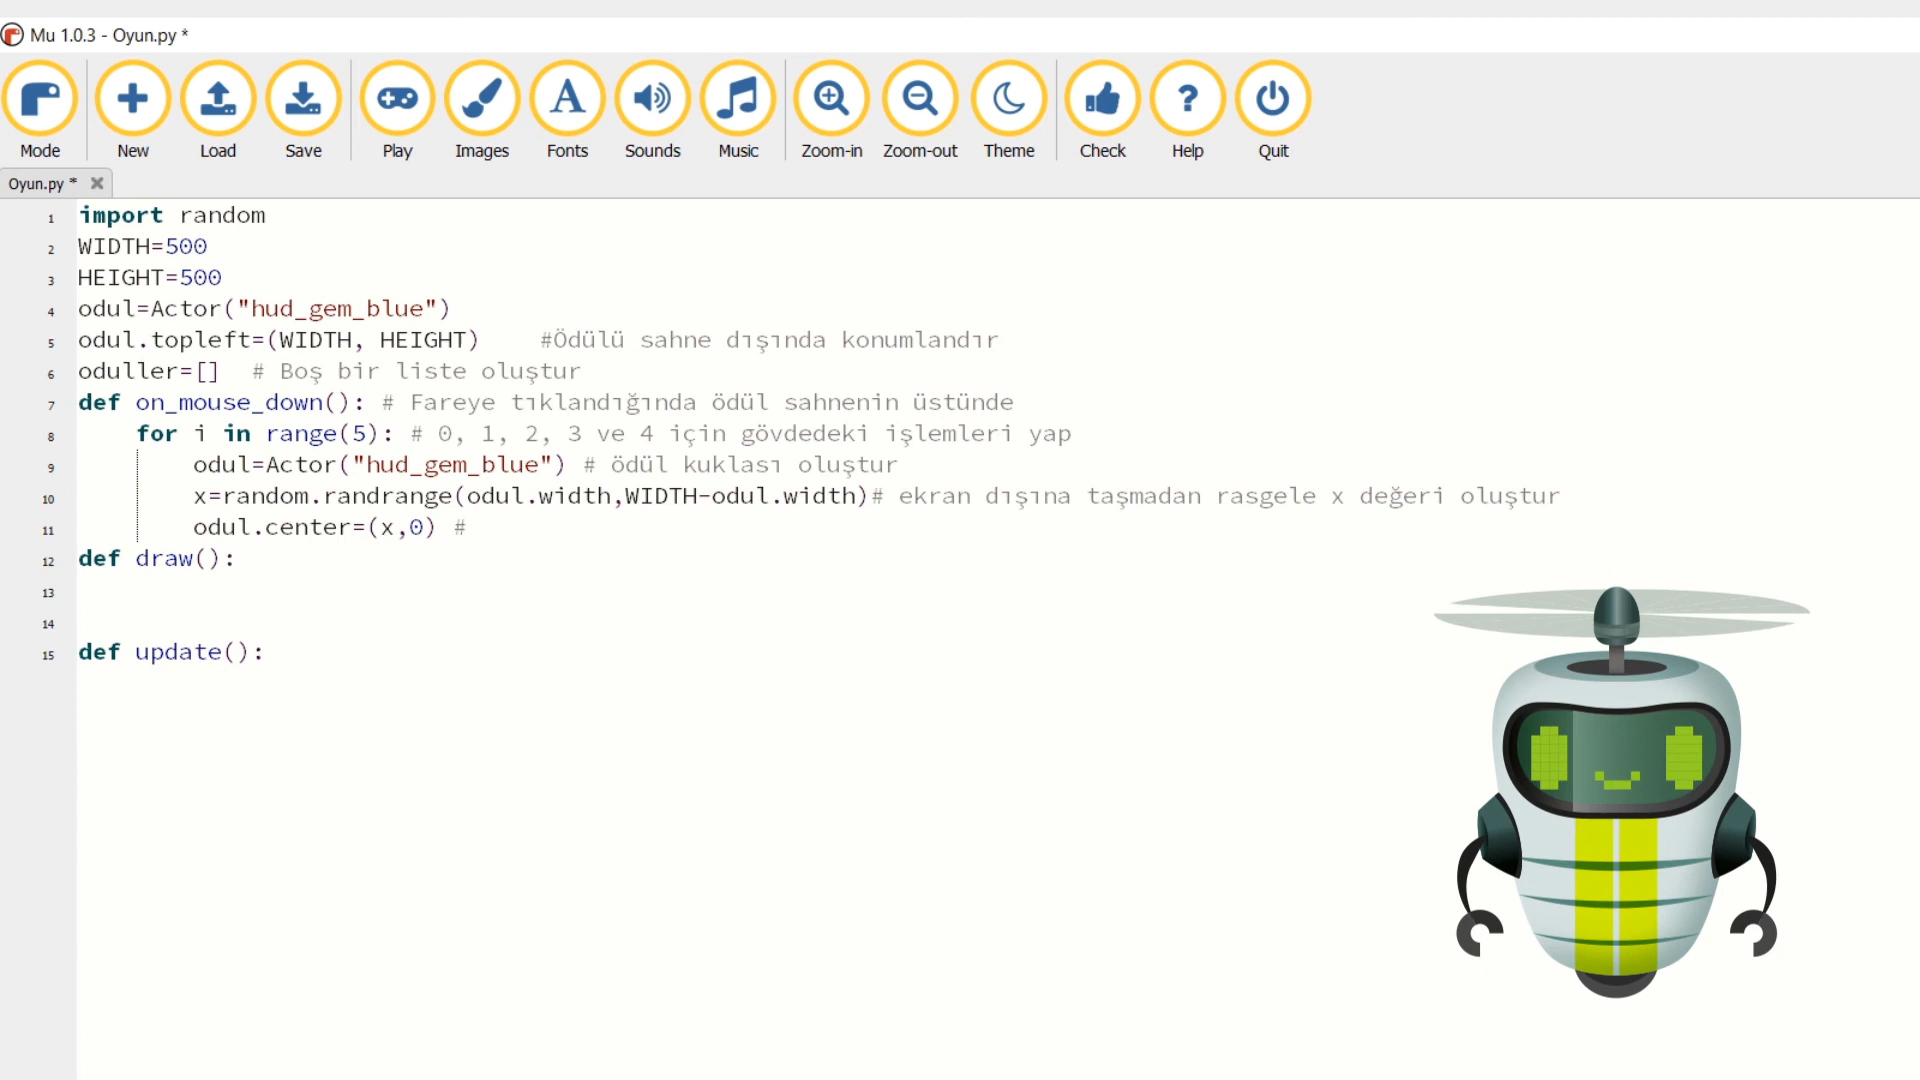 Mu 1.0.3 - Oyun.py *
Mode New Load Save Play Images Fonts Sounds Music Zoom-in Zoom-out Theme Check Help Quit
Oyun.py *
1 import random
2 WIDTH=500
3 HEIGHT=500
4 odul=Actor("hud_gem_blue")
5 odul.topleft=(WIDTH, HEIGHT) #Ödülü sahne dışında konumlandır
6 oduller=[] # Boş bir liste oluştur
7 def on_mouse_down(): # Fareye tıklandığında ödül sahnenin üstünde
8 for i in range(5): # 0, 1, 2, 3 ve 4 için gövdedeki işlemleri yap
9 odul=Actor("hud_gem_blue") # ödül kuklası oluştur
10 x=random.randrange(odul.width,WIDTH-odul.width)# ekran dışına taşmadan rasgele x değeri oluştur
11 odul.center=(x,0) #
12 def draw():
13
14
15 def update():